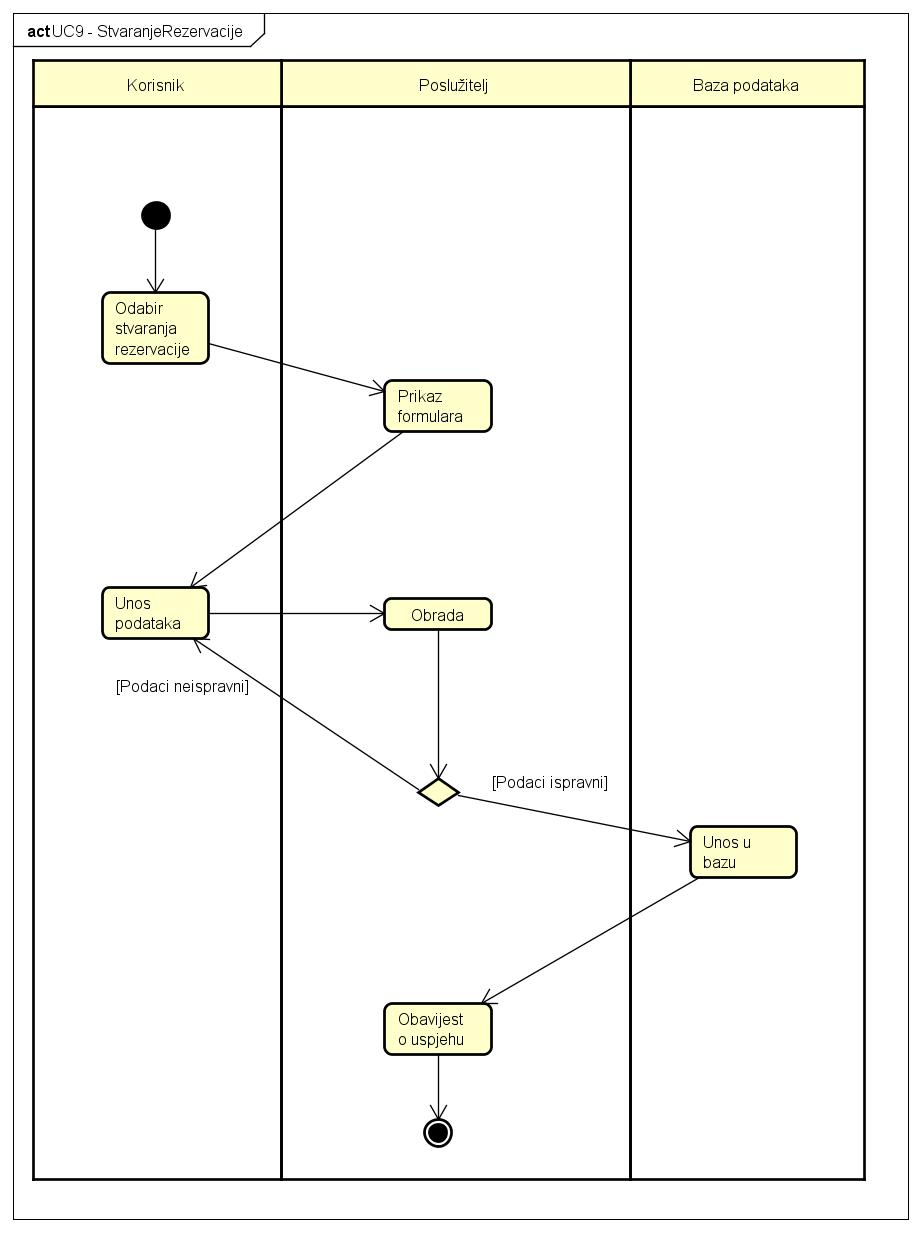 act UC9 - StvaranjeRezervacije
Korisnik
Poslužitelj
Baza podataka
Odabir
stvaranja
rezervacije
Prikaz
formulara
Unos
podataka
Obrada
[Podaci neispravni]
[Podaci ispravni]
Unos u
bazu
Obavijest
o uspjehu